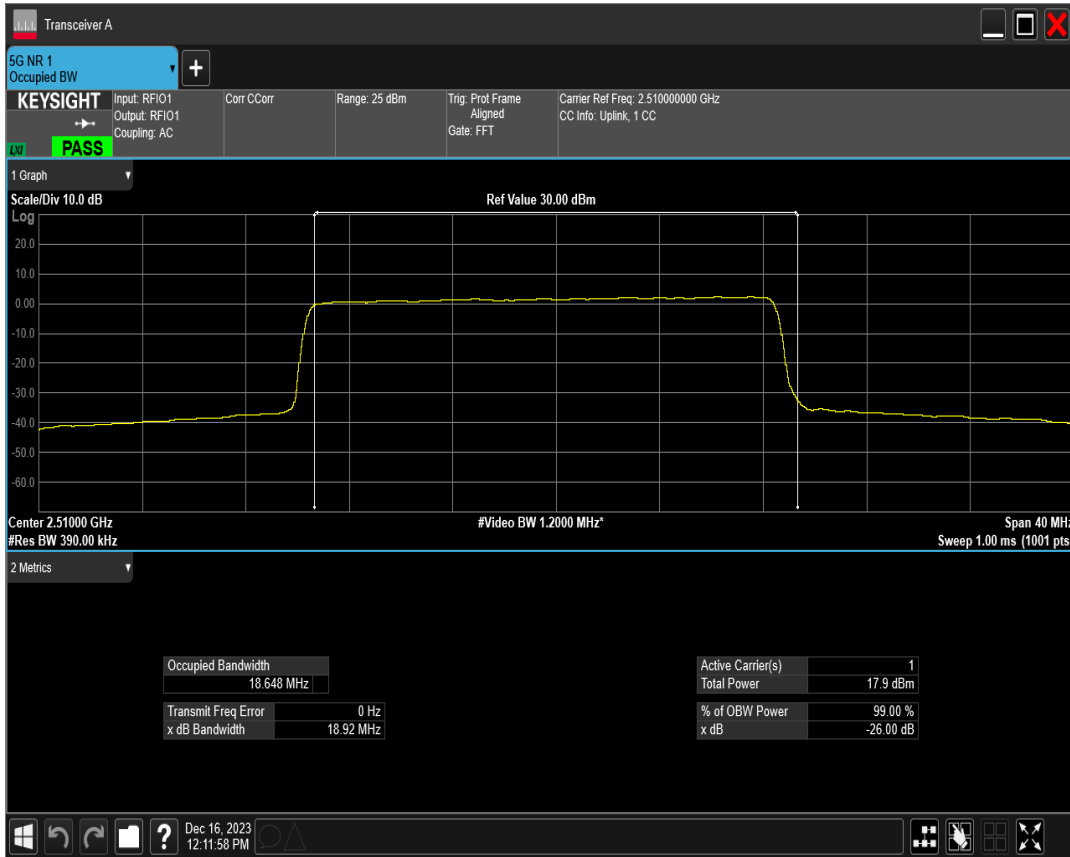 Transceiver A
5G NR 1
Occupied BW
KEYSIGHT
Input: RFIO1
Output: RFIO1
Coupling: AC
Corr CCorr
Range: 25 dBm
Trig: Prot Frame
Aligned
Gate: FFT
Carrier Ref Freq: 2.510000000 GHz
CC Info: Uplink, 1 CC
LXI
PASS
1 Graph
Scale/Div 10.0 dB
Ref Value 30.00 dBm
Log
20.0
10.0
0.00
-10.0
-20.0
-30.0
-40.0
-50.0
-60.0
Center 2.51000 GHz
#Video BW 1.2000 MHz*
Span 40 MHz
#Res BW 390.00 kHz
Sweep 1.00 ms (1001 pts
2 Metrics
Occupied Bandwidth
18.648 MHz
Transmit Freq Error 0 Hz
x dB Bandwidth 18.92 MHz
Active Carrier(s) 1
Total Power 17.9 dBm
% of OBW Power 99.00 %
x dB -26.00 dB
?
Dec 16, 2023
12:11:58 PM